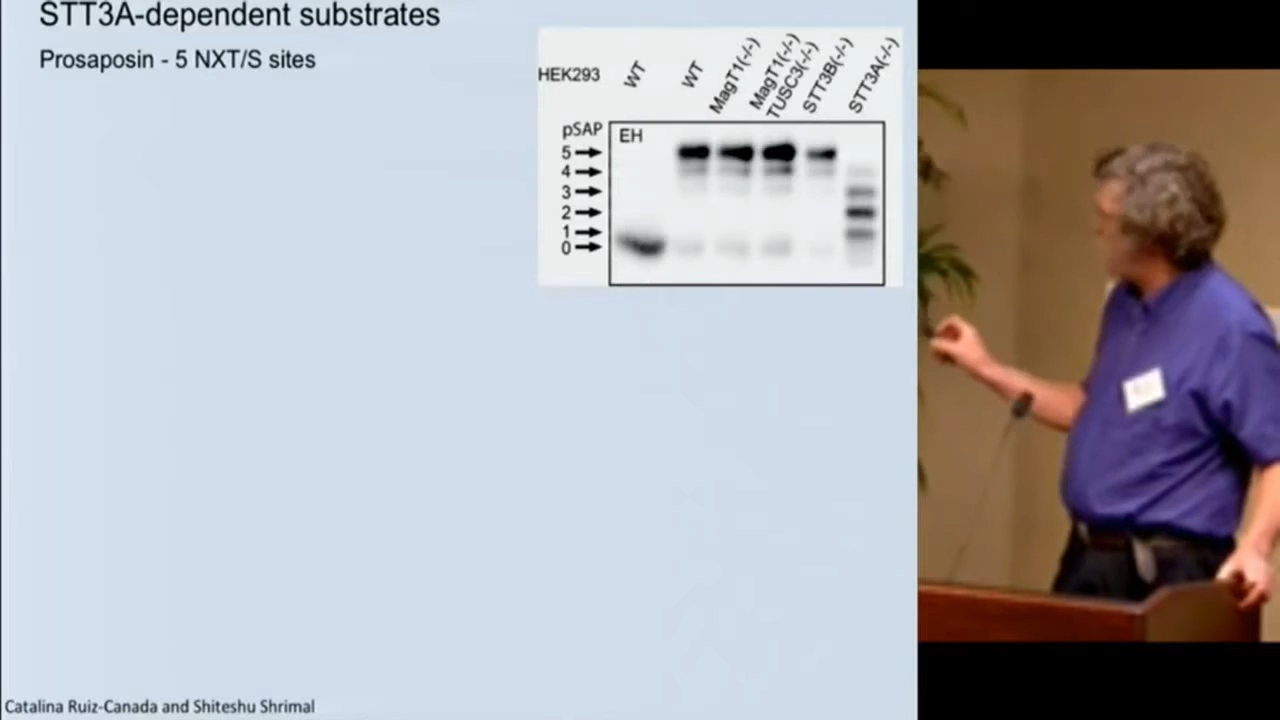 STT3A-dependent substrates
Prosaposin - 5 NXT/S sites
HEK293
WT
WT
MagT1(-/-)
MagT1(-/-)
TUSC3(-/-)
STT3B(-/-)
STT3A(-/-)
pSAP
EH
5
4
3
2
1
0
Catalina Ruiz-Canada and Shiteshu Shrimal